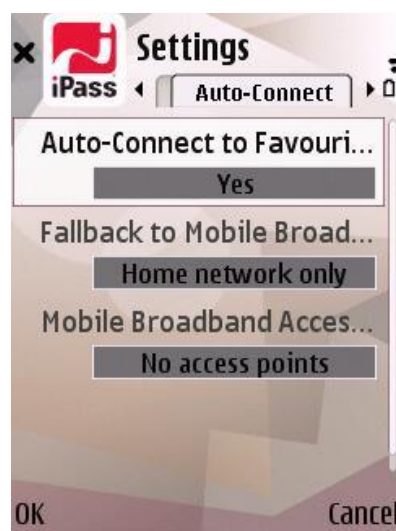 Settings
iPass
Auto-Connect
Auto-Connect to Favouri...
Yes
Fallback to Mobile Broad...
Home network only
Mobile Broadband Acces...
No access points
OK Cancel